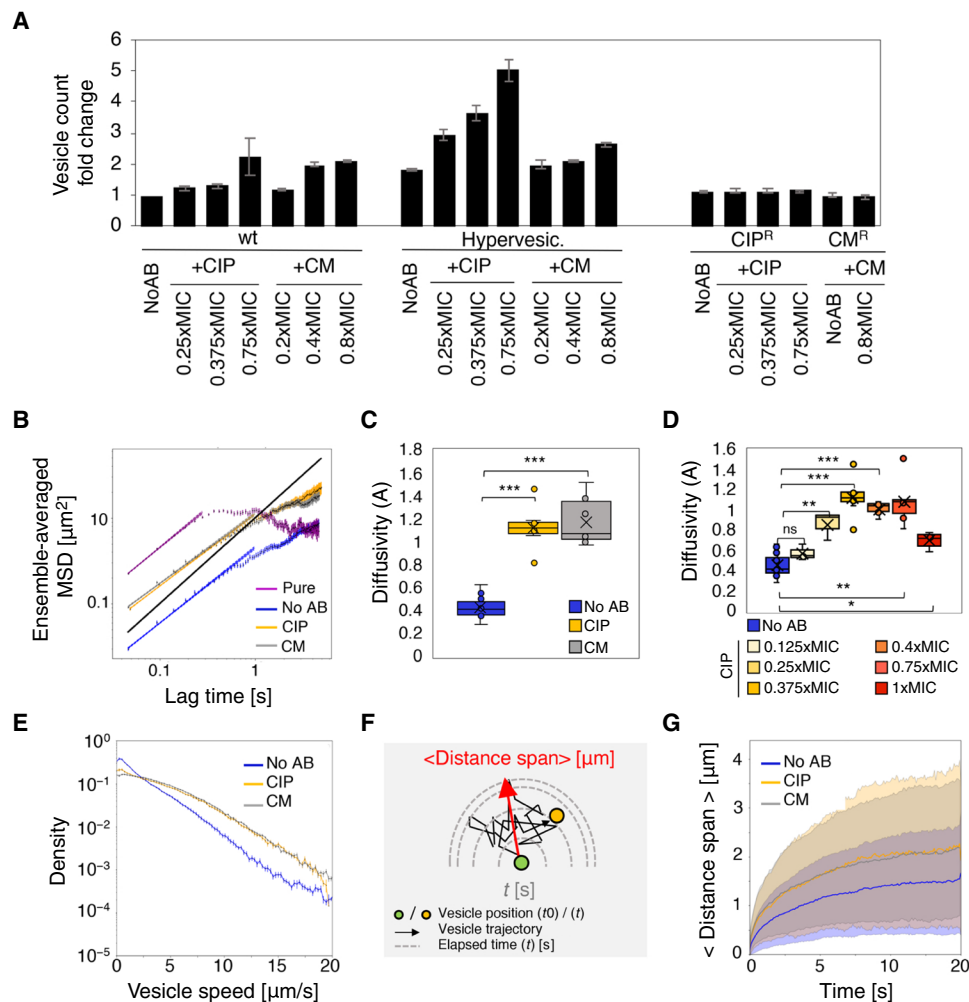 A
Vesicle count
fold change
6
5
4
3
2
1
0
wt
Hypervesic.
CIPR
CMR
NoAB
+CIP
+CM
NoAB
+CIP
+CM
NoAB
+CIP
+CM
0.25xMIC
0.375xMIC
0.75xMIC
0.2xMIC
0.4xMIC
0.8xMIC
0.25xMIC
0.375xMIC
0.75xMIC
0.2xMIC
0.4xMIC
0.8xMIC
0.25xMIC
0.375xMIC
0.75xMIC
NoAB
0.8xMIC
B
Ensemble-averaged
MSD [µm²]
10
0.1
0.1
1
Lag time [s]
Pure
No AB
CIP
CM
C
Diffusivity (A)
1.8
1.6
1.4
1.2
1
0.8
0.6
0.4
0.2
0
***
***
No AB
CIP
CM
D
Diffusivity (A)
1.6
1.4
1.2
1
0.8
0.6
0.4
0.2
0
***
***
**
ns
**
*
No AB
CIP
0.125xMIC
0.25xMIC
0.375xMIC
0.4xMIC
0.75xMIC
1xMIC
E
Density
10⁰
10⁻¹
10⁻²
10⁻³
10⁻⁴
10⁻⁵
0
5
10
15
20
Vesicle speed [µm/s]
No AB
CIP
CM
F
<Distance span> [µm]
t [s]
/ Vesicle position (t0) / (t)
Vesicle trajectory
Elapsed time (t) [s]
G
< Distance span > [µm]
4
3
2
1
0
0
5
10
20
Time [s]
No AB
CIP
CM